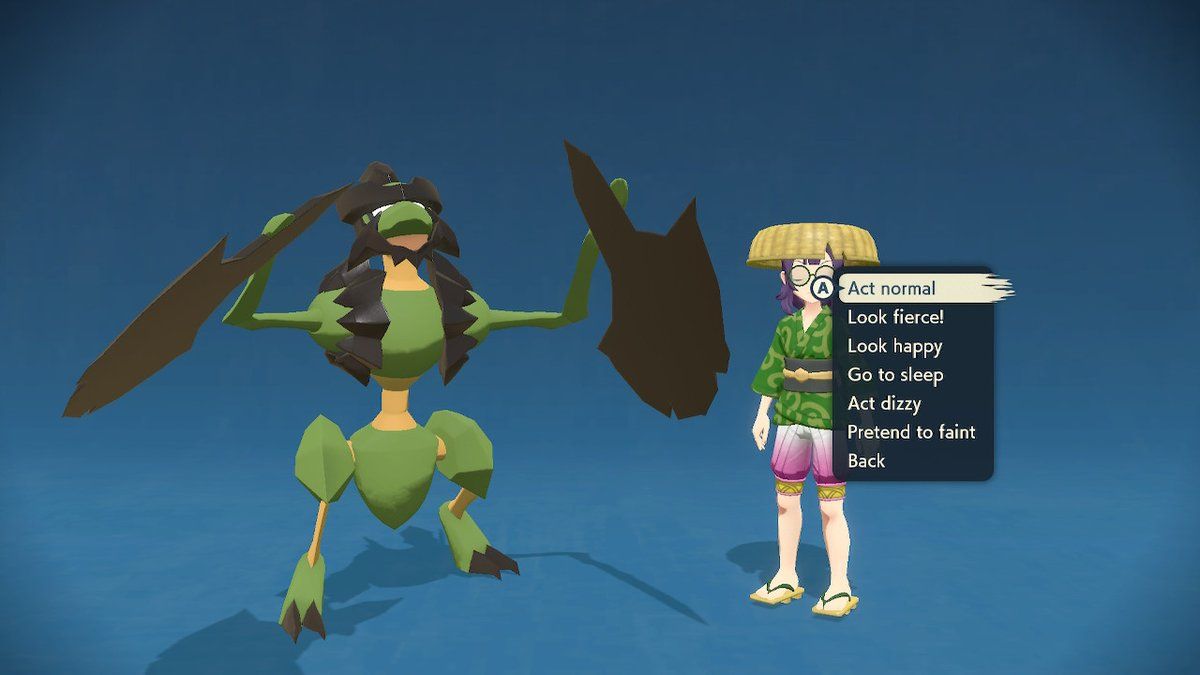 A Act normal
Look fierce!
Look happy
Go to sleep
Act dizzy
Pretend to faint
Back